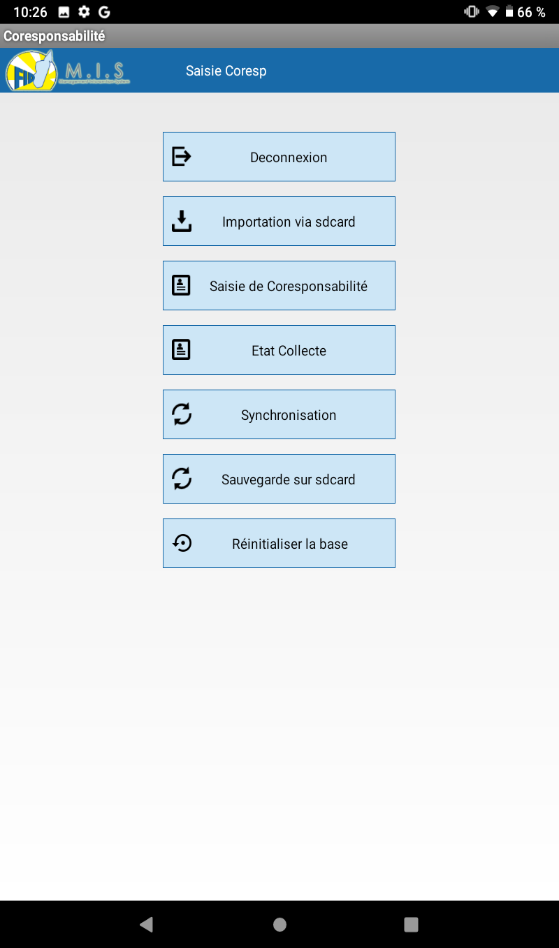 10:26 66 %
Coresponsabilité
M.I.S
Saisie Coresp
Deconnexion
Importation via sdcard
Saisie de Coresponsabilité
Etat Collecte
Synchronisation
Sauvegarde sur sdcard
Réinitialiser la base